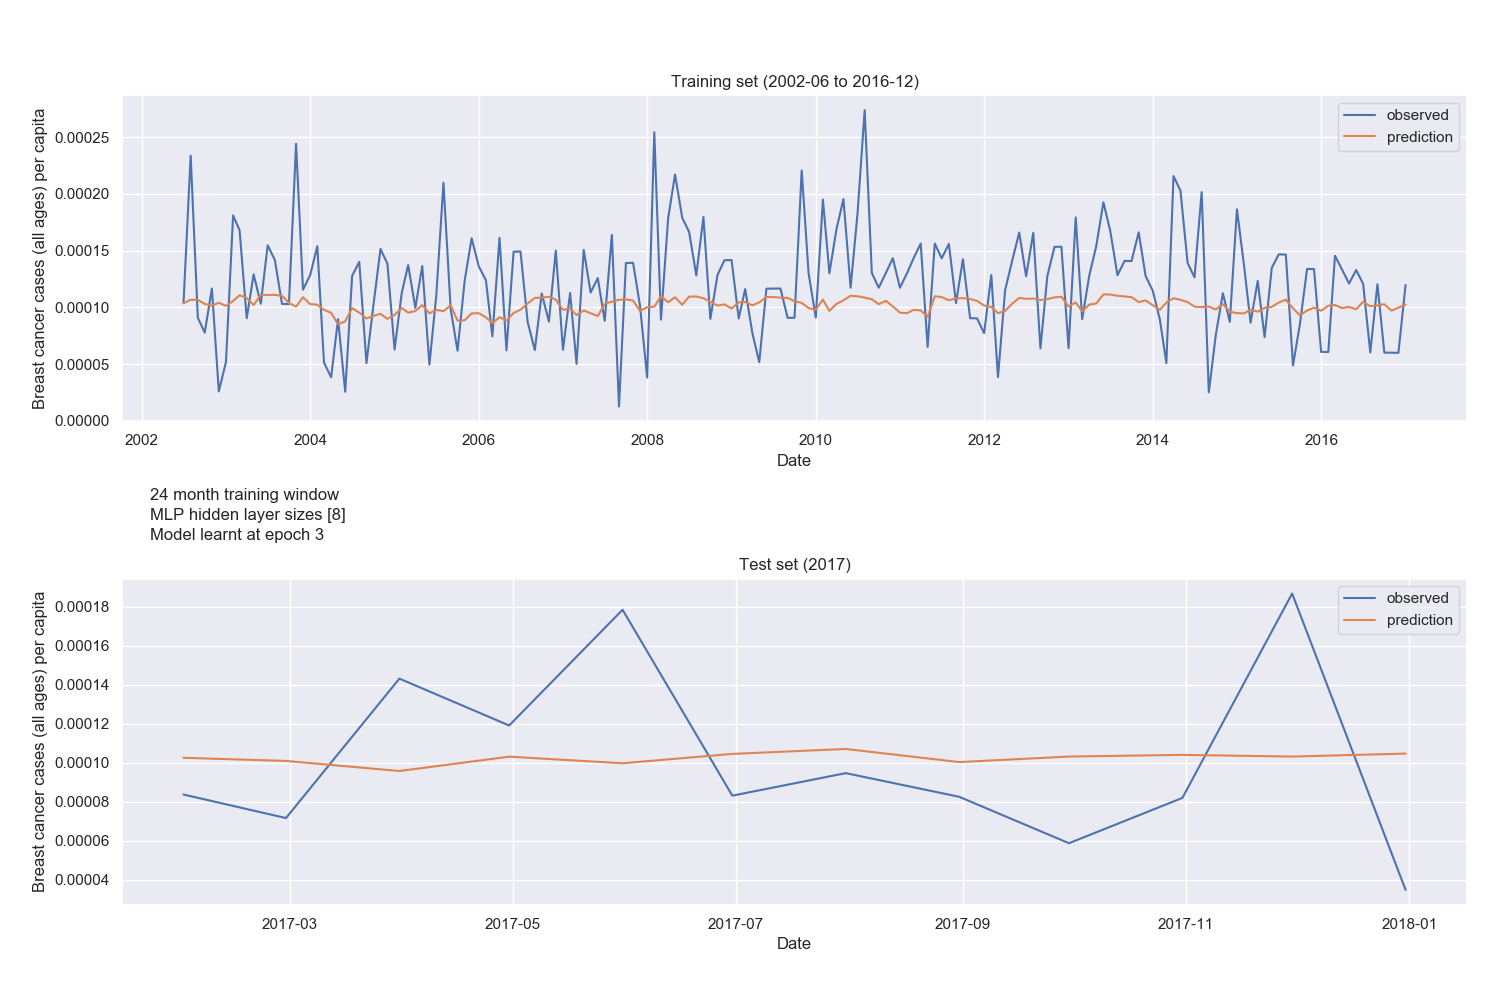 Training set (2002-06 to 2016-12)
Breast cancer cases (all ages) per capita
0.00025
0.00020
0.00015
0.00010
0.00005
0.00000
observed
prediction
2002 2004 2006 2008 2010 2012 2014 2016
Date
24 month training window
MLP hidden layer sizes [8]
Model learnt at epoch 3
Test set (2017)
Breast cancer cases (all ages) per capita
0.00018
0.00016
0.00014
0.00012
0.00010
0.00008
0.00006
0.00004
observed
prediction
2017-03 2017-05 2017-07 2017-09 2017-11 2018-01
Date